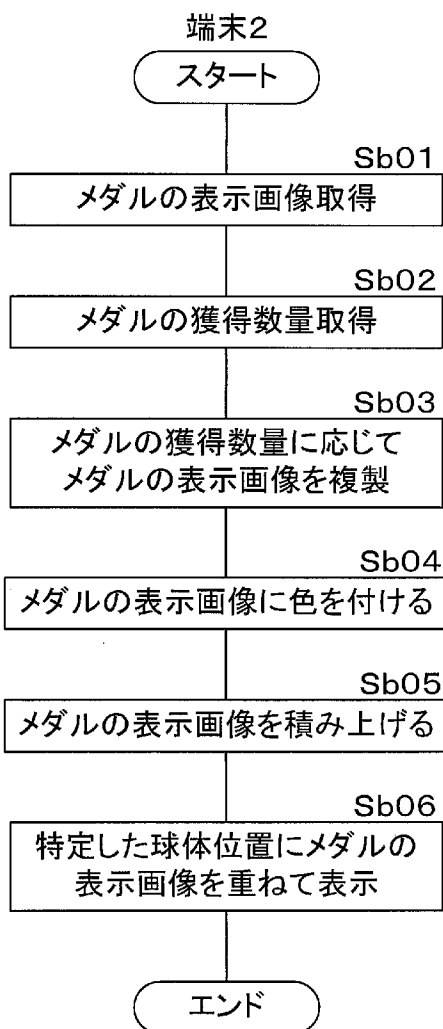 端末2
スタート
Sb01
メダルの表示画像取得
Sb02
メダルの獲得数量取得
Sb03
メダルの獲得数量に応じて
メダルの表示画像を複製
Sb04
メダルの表示画像に色を付ける
Sb05
メダルの表示画像を積み上げる
Sb06
特定した球体位置にメダルの
表示画像を重ねて表示
エンド